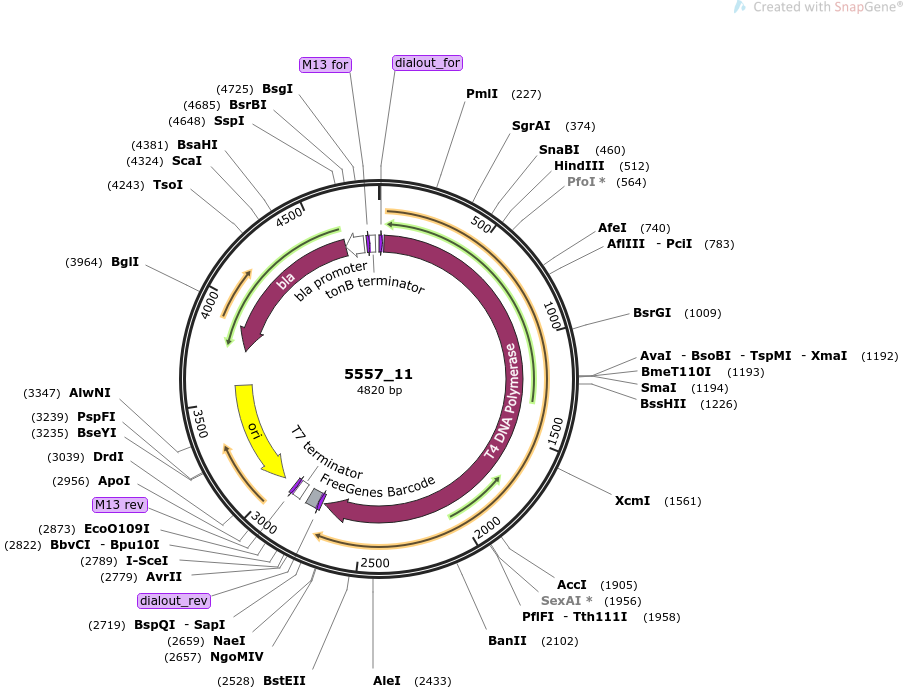 Created with SnapGene®
M13 for
dialout_for
(4725) BsgI
(4685) BsrBI
(4648) SspI
(4381) BsaHI
(4324) ScaI
(4243) TsoI
(3964) BglI
(3347) AlwNI
(3239) PspFI
(3235) BseYI
(3039) DrdI
(2956) ApoI
M13 rev
(2873) EcoO109I
(2822) BbvCI - Bpu10I
(2789) I-SceI
(2779) AvrII
dialout_rev
(2719) BspQI - SapI
(2659) NaeI
(2657) NgoMIV
(2528) BstEII
PmlI (227)
SgrAI (374)
SnaBI (460)
HindIII (512)
PfoI * (564)
AfeI (740)
AflIII - PciI (783)
BsrGI (1009)
AvaI - BsoBI - TspMI - XmaI (1192)
BmeT110I (1193)
SmaI (1194)
BssHII (1226)
XcmI (1561)
AccI (1905)
SexAI * (1956)
PflFI - Tth111I (1958)
BanII (2102)
AleI (2433)
500
1000
1500
2000
2500
3000
3500
4000
4500
bla
bla promoter
tonB terminator
T4 DNA Polymerase
5557_11
4820 bp
ori
T7 terminator
FreeGenes Barcode